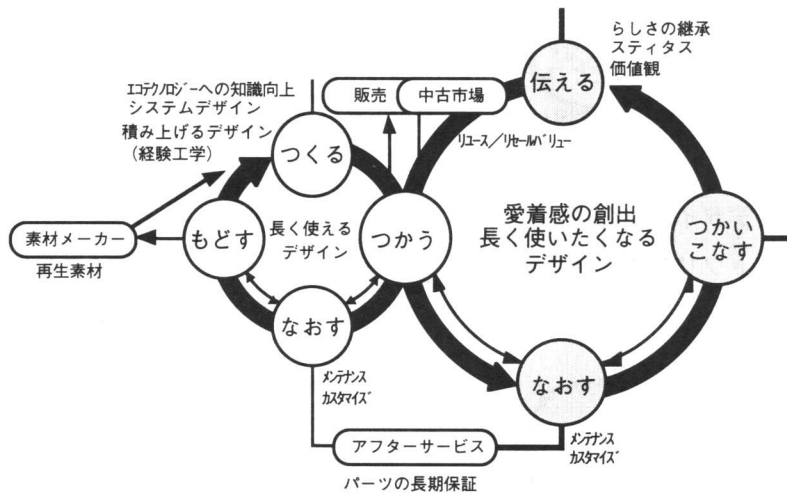 らしさの継承
スティタス
価値観
伝える
エコテクノロジーへの知識向上
システムデザイン
積み上げるデザイン
(経験工学)
販売
中古市場
リユース／リセールバリュー
つくる
素材メーカー
再生素材
もどす
長く使える
デザイン
つかう
愛着感の創出
長く使いたくなる
デザイン
つかい
こなす
なおす
メンテナンス
カスタマイズ
なおす
メンテナンス
カスタマイズ
アフターサービス
パーツの長期保証